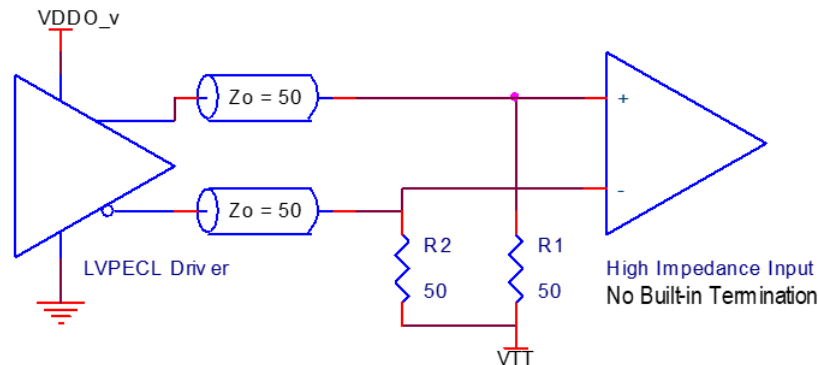 VDDO_v
Zo = 50
+
Zo = 50
-
LVPECL Driver
R2
50
R1
50
High Impedance Input
No Built-in Termination
VTT